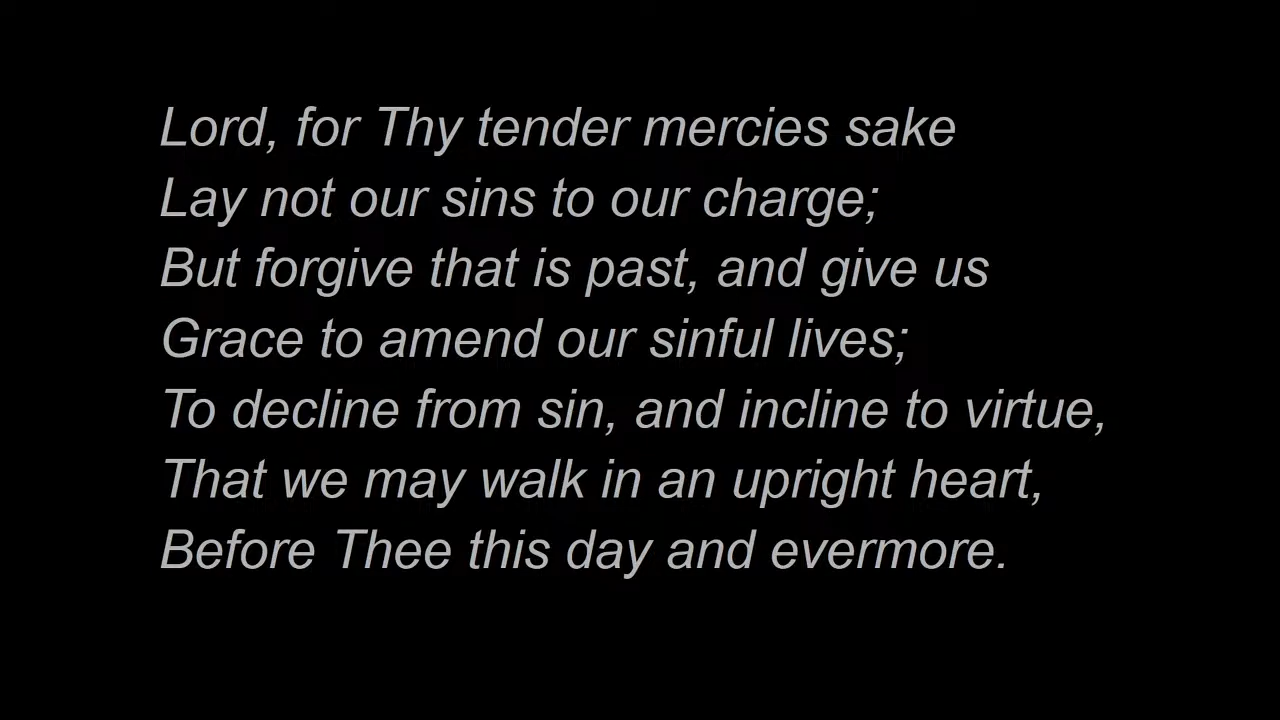 Lord, for Thy tender mercies sake
Lay not our sins to our charge;
But forgive that is past, and give us
Grace to amend our sinful lives;
To decline from sin, and incline to virtue,
That we may walk in an upright heart,
Before Thee this day and evermore.